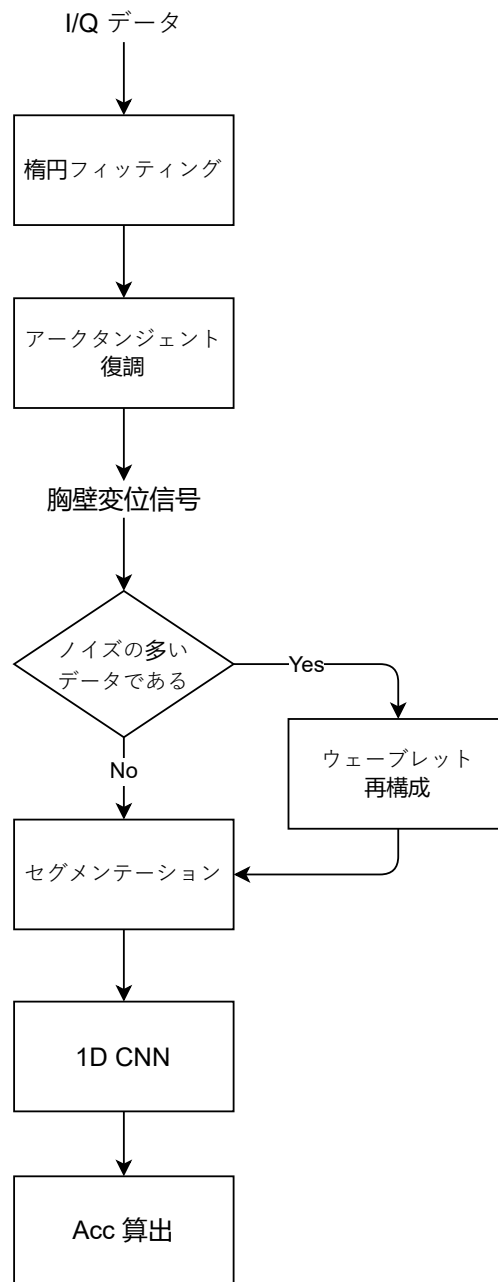 I/Q データ
楕円フィッティング
アークタンジェント
復調
胸壁変位信号
ノイズの多い
データである
Yes
No
ウェーブレット
再構成
セグメンテーション
1D CNN
Acc 算出